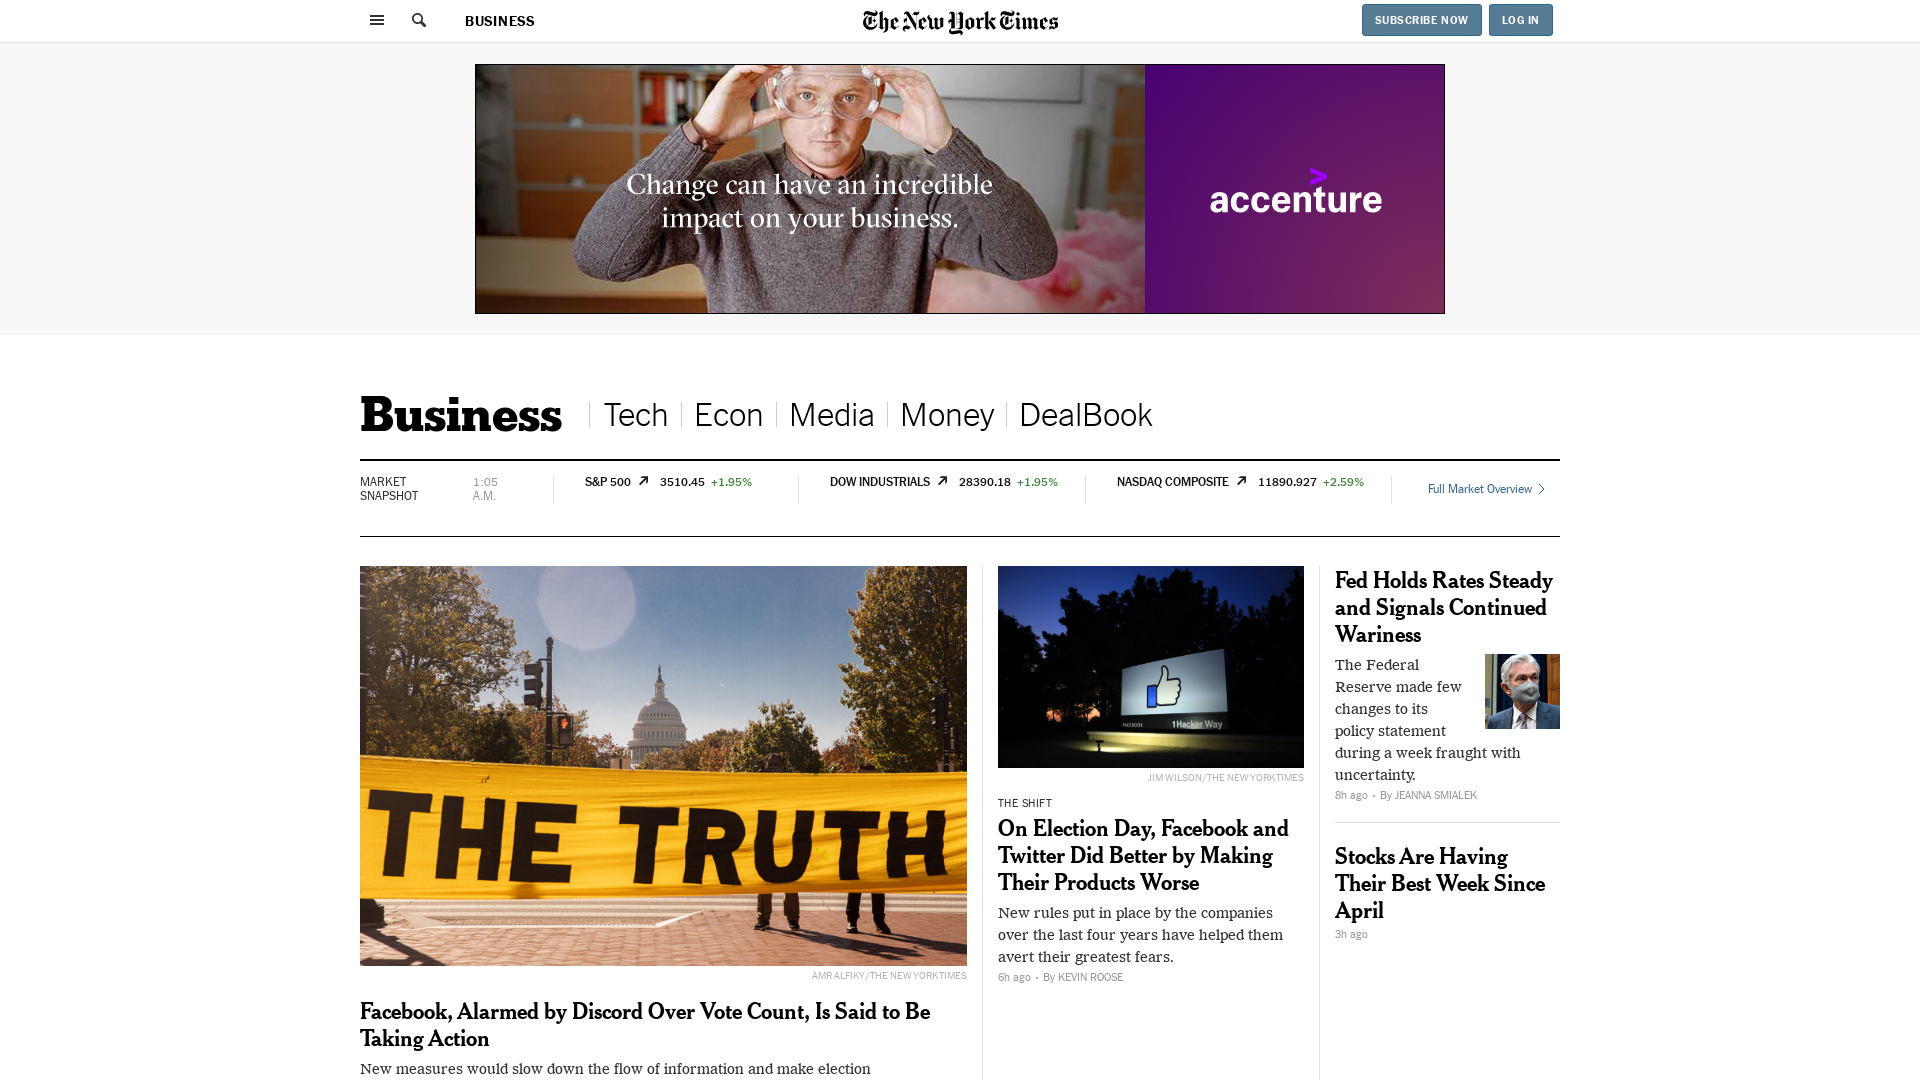 BUSINESS
The New York Times
SUBSCRIBE NOW
LOG IN
Change can have an incredible
impact on your business.
>
accenture
Business
Tech
Econ
Media
Money
DealBook
MARKET
SNAPSHOT
1:05
A.M.
S&P 500 3510.45 +1.95%
DOW INDUSTRIALS 28390.18 +1.95%
NASDAQ COMPOSITE 11890.927 +2.59%
Full Market Overview
THE TRUTH
AMR ALFIKY/THE NEW YORK TIMES
Facebook, Alarmed by Discord Over Vote Count, Is Said to Be
Taking Action
New measures would slow down the flow of information and make election
FACEBOOK
1 Hacker Way
JIM WILSON/THE NEW YORK TIMES
THE SHIFT
On Election Day, Facebook and
Twitter Did Better by Making
Their Products Worse
New rules put in place by the companies
over the last four years have helped them
avert their greatest fears.
6h ago • By KEVIN ROOSE
Fed Holds Rates Steady
and Signals Continued
Wariness
The Federal
Reserve made few
changes to its
policy statement
during a week fraught with
uncertainty.
8h ago • By JEANNA SMIALEK
Stocks Are Having
Their Best Week Since
April
3h ago